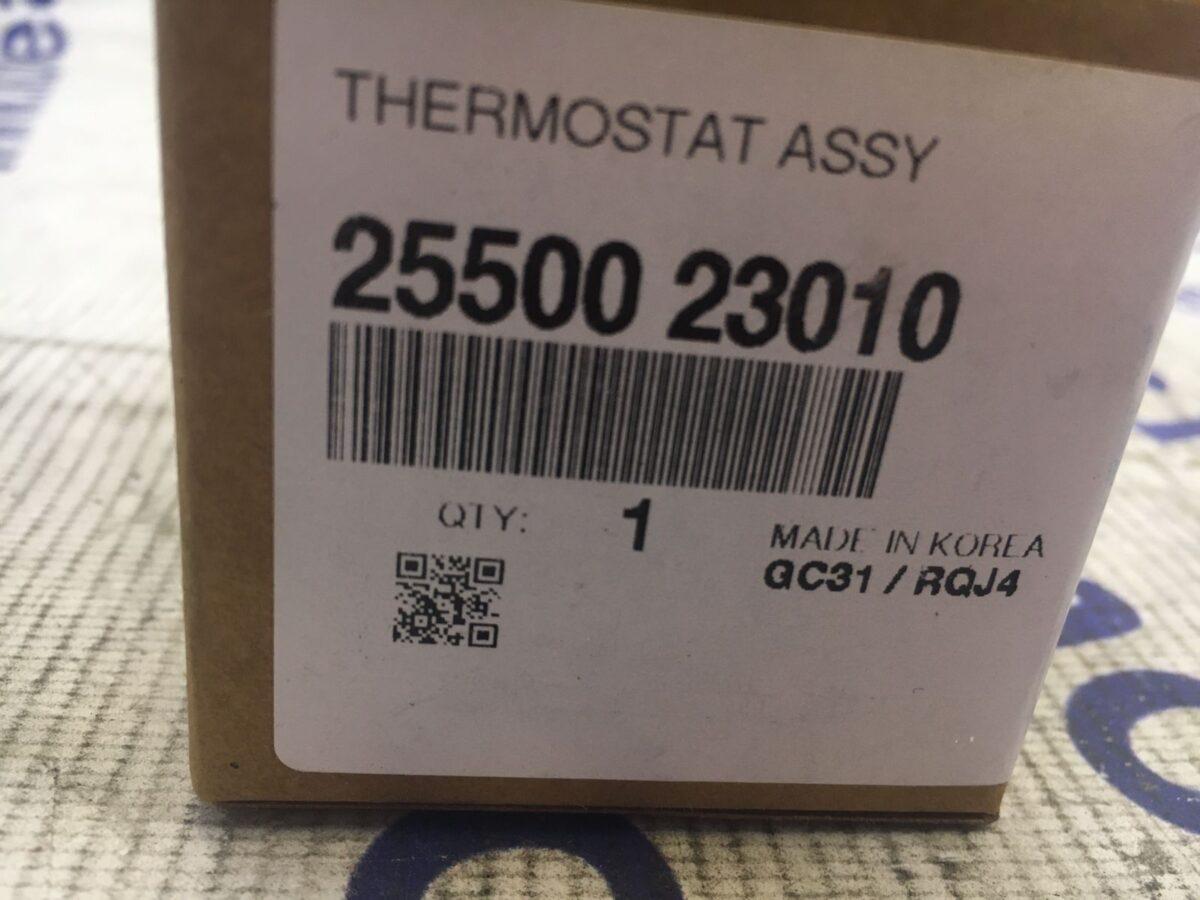 THERMOSTAT ASSY
25500 23010
QTY: 1
MADE IN KOREA
GC31 / RQJ4